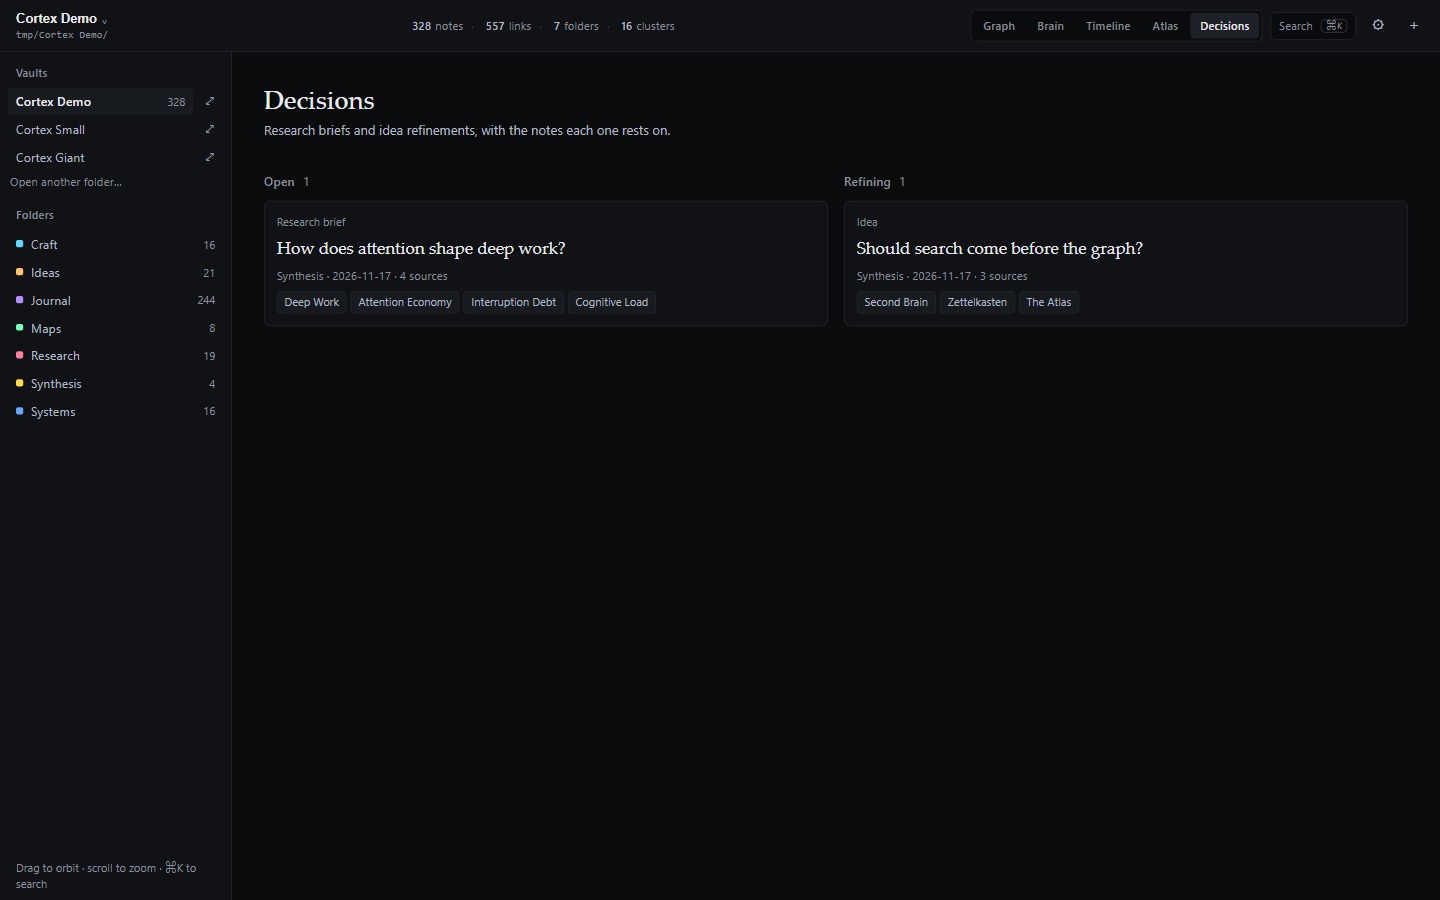 Cortex Demo
tmp/Cortex Demo/
328 notes · 557 links · 7 folders · 16 clusters
Graph Brain Timeline Atlas Decisions
Search ⌘K
Vaults
Cortex Demo 328
Cortex Small
Cortex Giant
Open another folder...
Folders
Craft 16
Ideas 21
Journal 244
Maps 8
Research 19
Synthesis 4
Systems 16
Drag to orbit · scroll to zoom · ⌘K to
search
Decisions
Research briefs and idea refinements, with the notes each one rests on.
Open 1
Research brief
How does attention shape deep work?
Synthesis · 2026-11-17 · 4 sources
Deep Work Attention Economy Interruption Debt Cognitive Load
Refining 1
Idea
Should search come before the graph?
Synthesis · 2026-11-17 · 3 sources
Second Brain Zettelkasten The Atlas